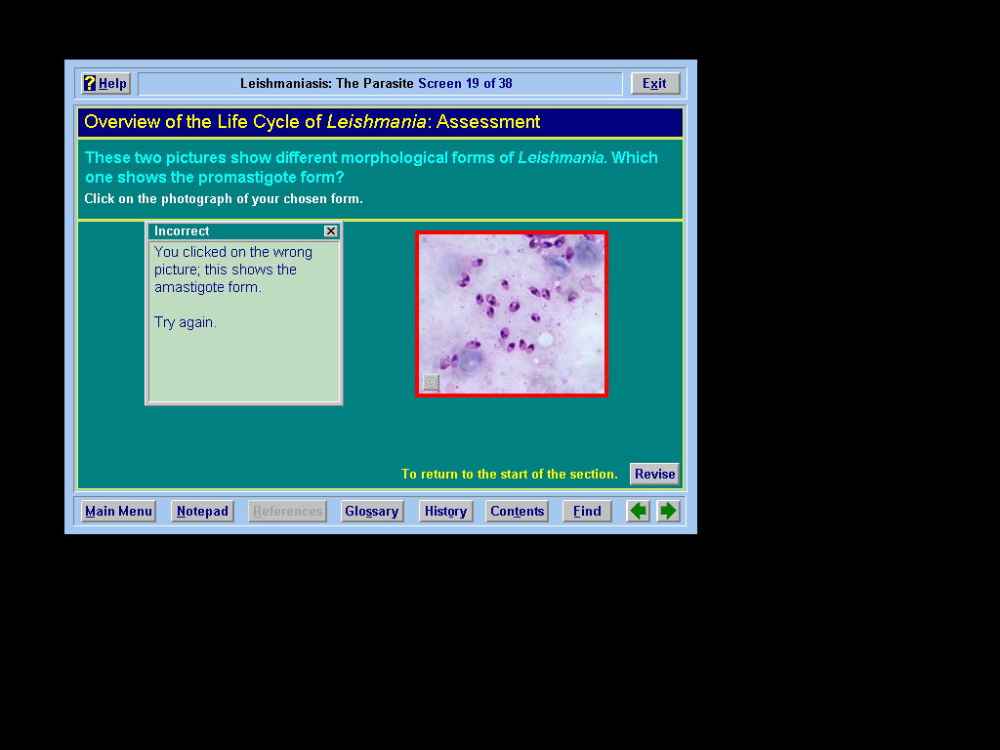 ? Help
Leishmaniasis: The Parasite Screen 19 of 38
Exit
Overview of the Life Cycle of Leishmania: Assessment
These two pictures show different morphological forms of Leishmania. Which
one shows the promastigote form?
Click on the photograph of your chosen form.
Incorrect
You clicked on the wrong
picture; this shows the
amastigote form.
Try again.
To return to the start of the section.
Revise
Main Menu
Notepad
References
Glossary
History
Contents
Find